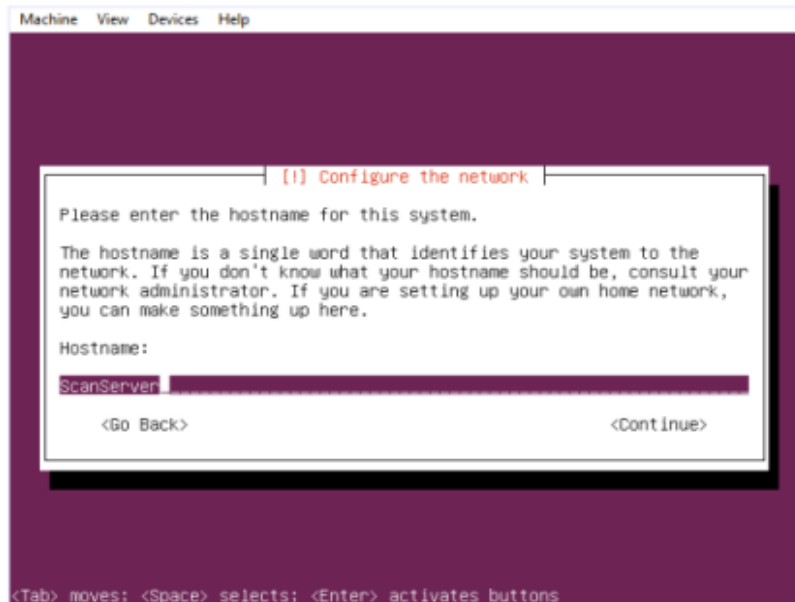 Machine View Devices Help
[!] Configure the network
Please enter the hostname for this system.
The hostname is a single word that identifies your system to the
network. If you don't know what your hostname should be, consult your
network administrator. If you are setting up your own home network,
you can make something up here.
Hostname:
ScanServer
<Go Back> <Continue>
<Tab> moves; <Space> selects; <Enter> activates buttons